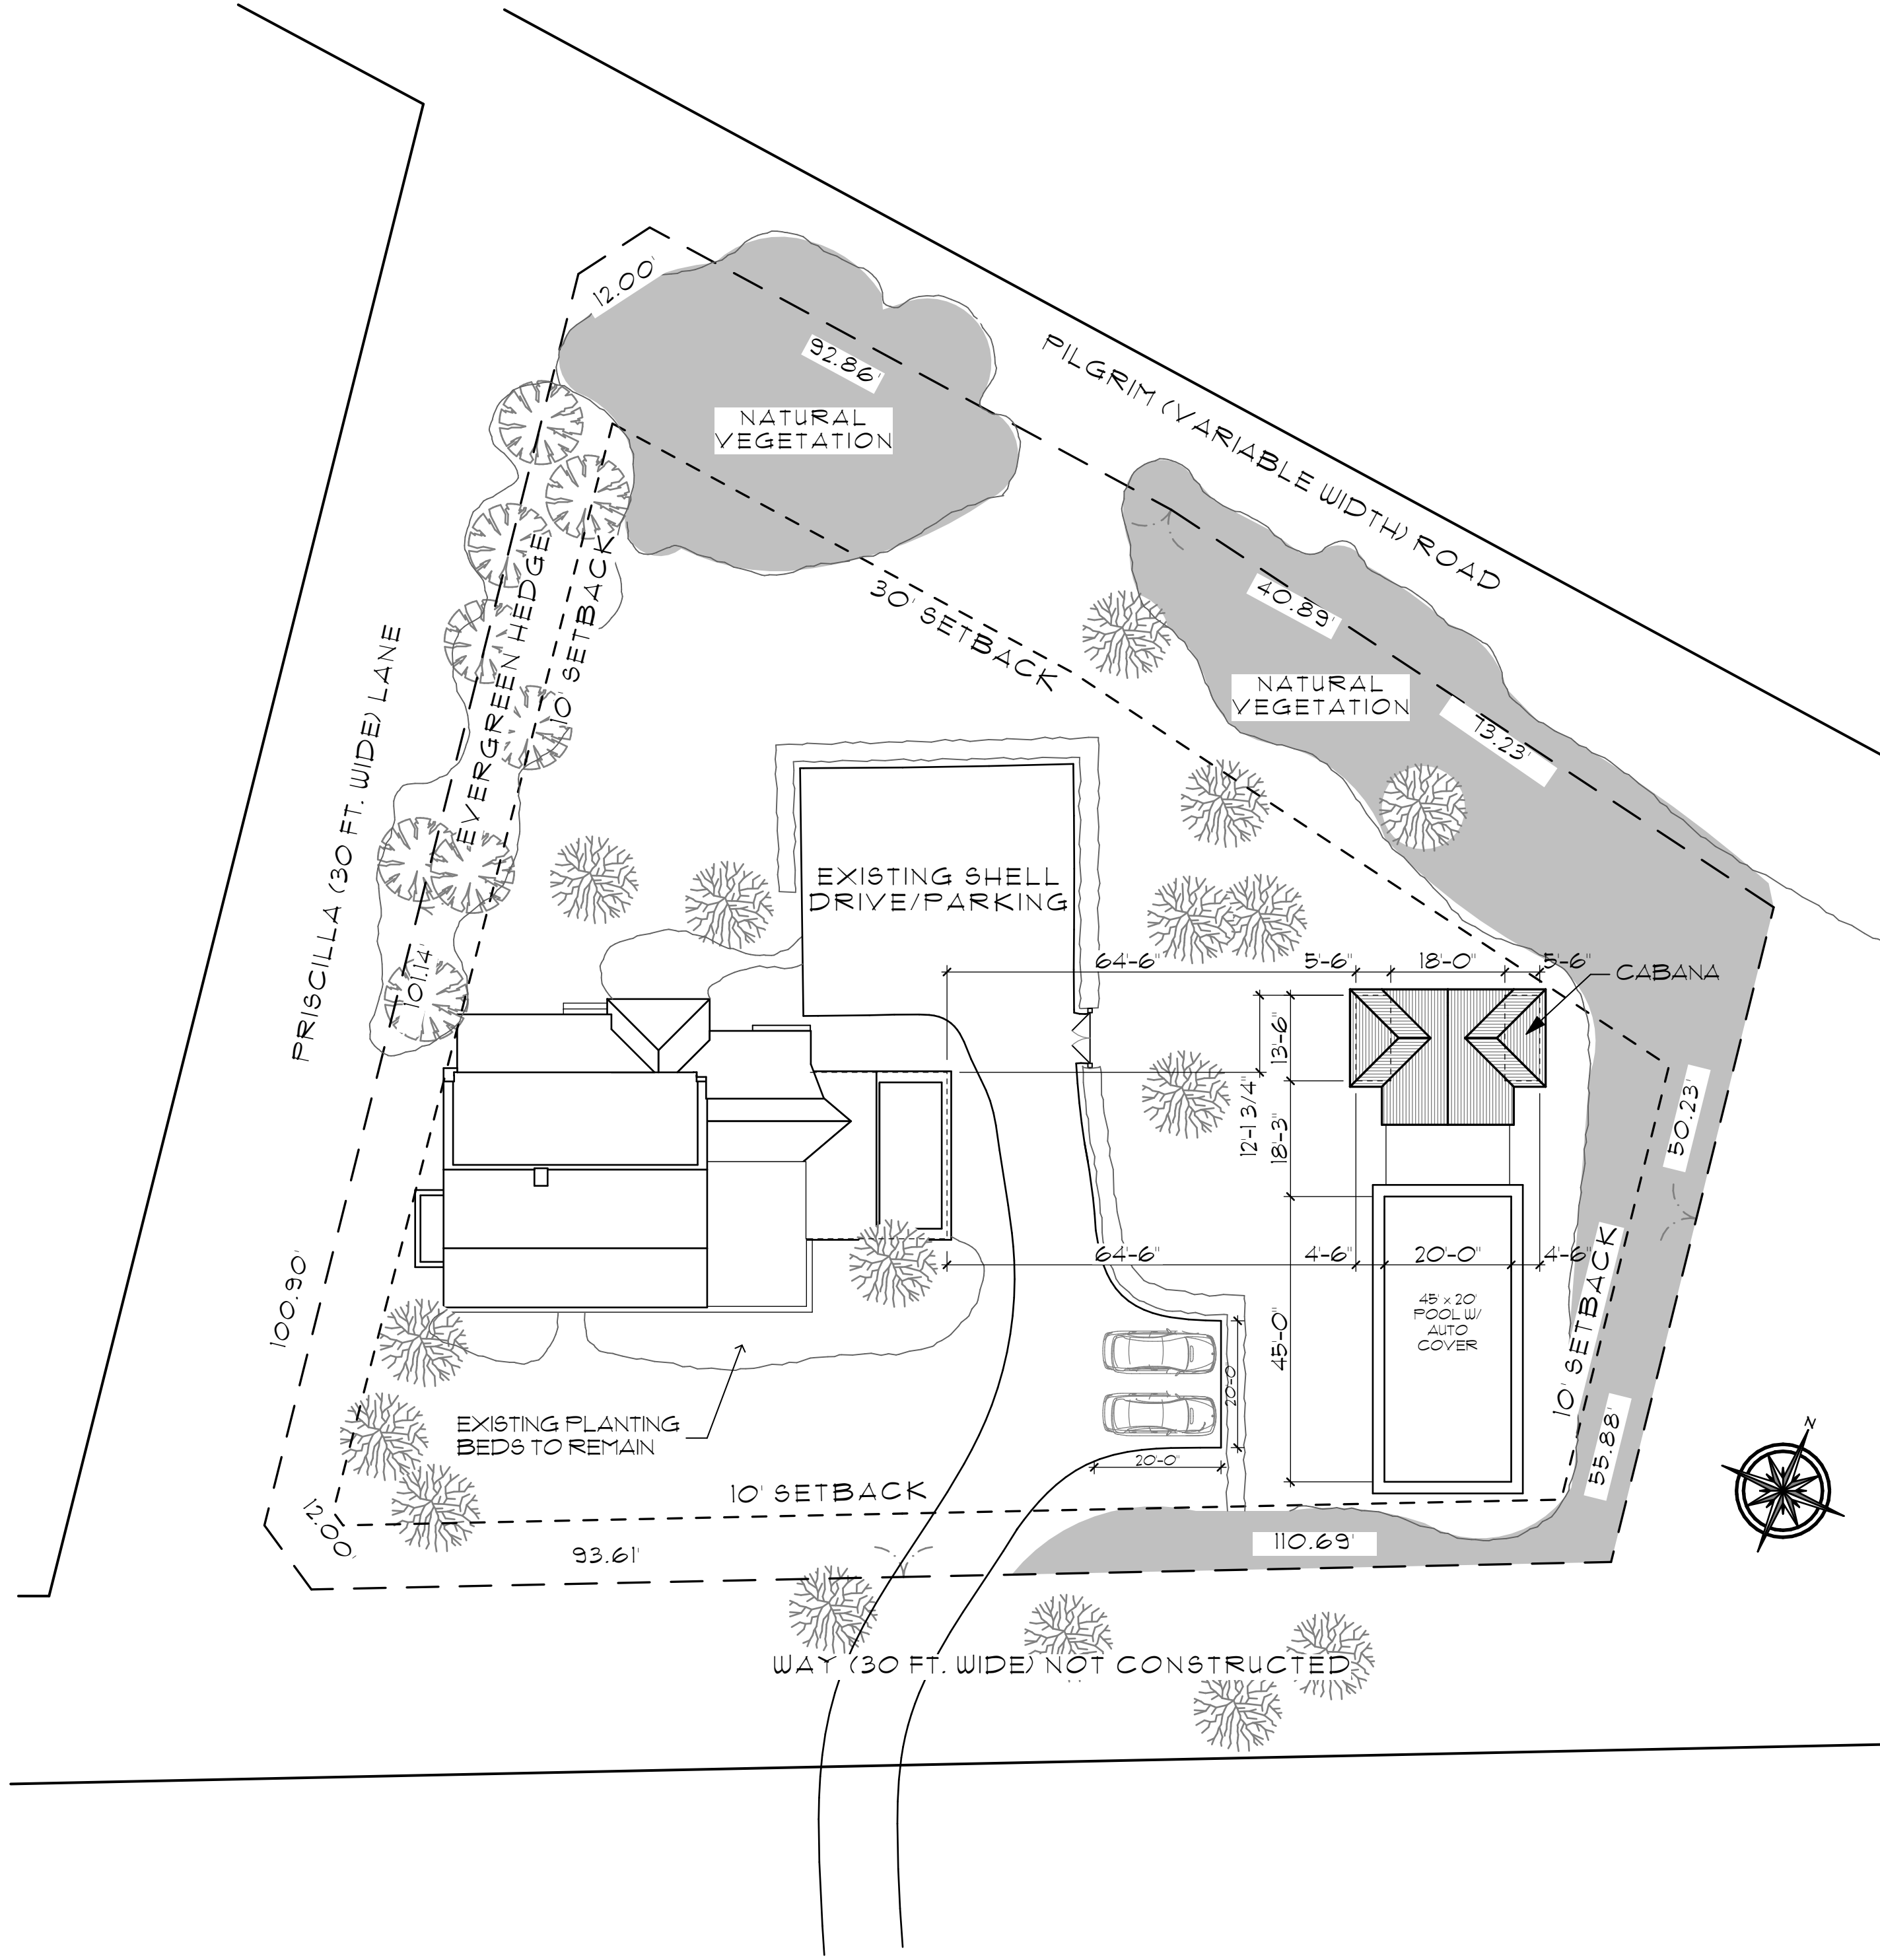 12.00'
92.86'
PILGRIM (VARIABLE WIDTH) ROAD
NATURAL
VEGETATION
EVERGREEN HEDGE
10' SETBACK
30' SETBACK
40.89'
NATURAL
VEGETATION
73.23'
PRISCILLA (30 FT. WIDE) LANE
101.14'
EXISTING SHELL
DRIVE/PARKING
64'-6"
5'-6"
18'-0"
5'-6"
CABANA
13'-6"
12'-1 3/4"
18'-3"
50.23'
64'-6"
4'-6"
20'-0"
4'-6"
45' x 20'
POOL W/
AUTO
COVER
10' SETBACK
100.90'
45'-0"
20'-0"
20'-0"
55.88'
N
EXISTING PLANTING
BEDS TO REMAIN
10' SETBACK
12.00'
93.61'
110.69'
WAY (30 FT. WIDE) NOT CONSTRUCTED